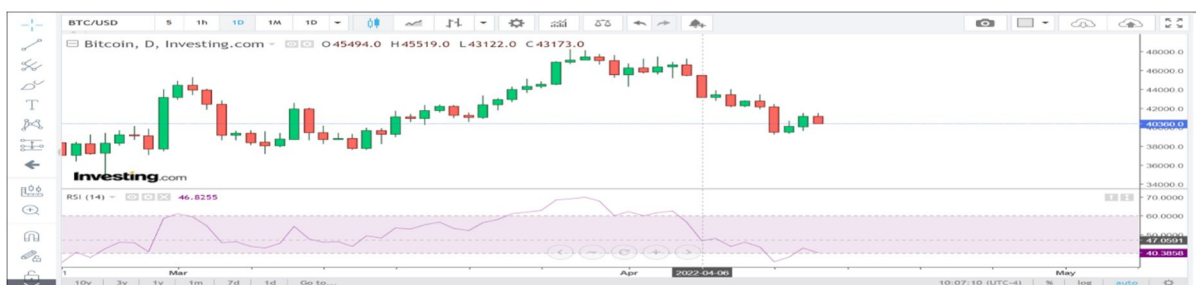 BTC/USD 5 1h 1D 1M 1D
Bitcoin, D, Investing.com O45494.0 H45519.0 L43122.0 C43173.0
48000.0
46000.0
44000.0
42000.0
40360.0
38000.0
36000.0
34000.0
Investing.com
RSI (14) 46.8255
70.0000
60.0000
47.0591
40.3858
1 Mar Apr 2022-04-06 May
10y 3y 1y 1m 7d 1d Go to... 10:07:10 (UTC-4) % log auto